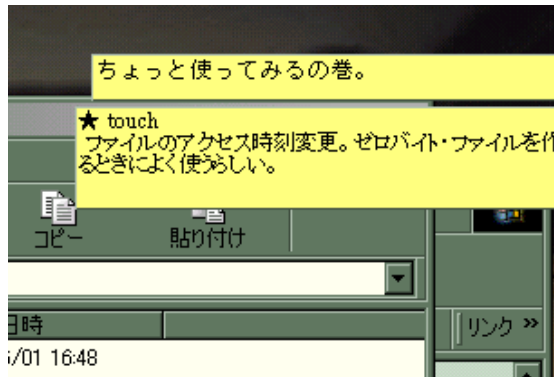 ちょっと使ってみるの巻。
★ touch
ファイルのアクセス時刻変更。ゼロバイト・ファイルを作
るときによく使うらしい。
コピー
貼り付け
日時
リンク »
/01 16:48